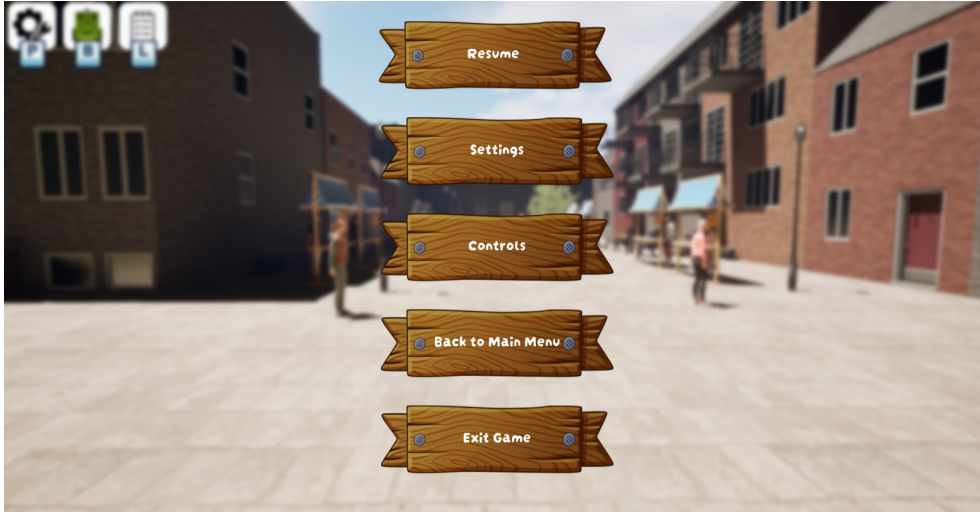 P B L
Resume
Settings
Controls
Back to Main Menu
Exit Game